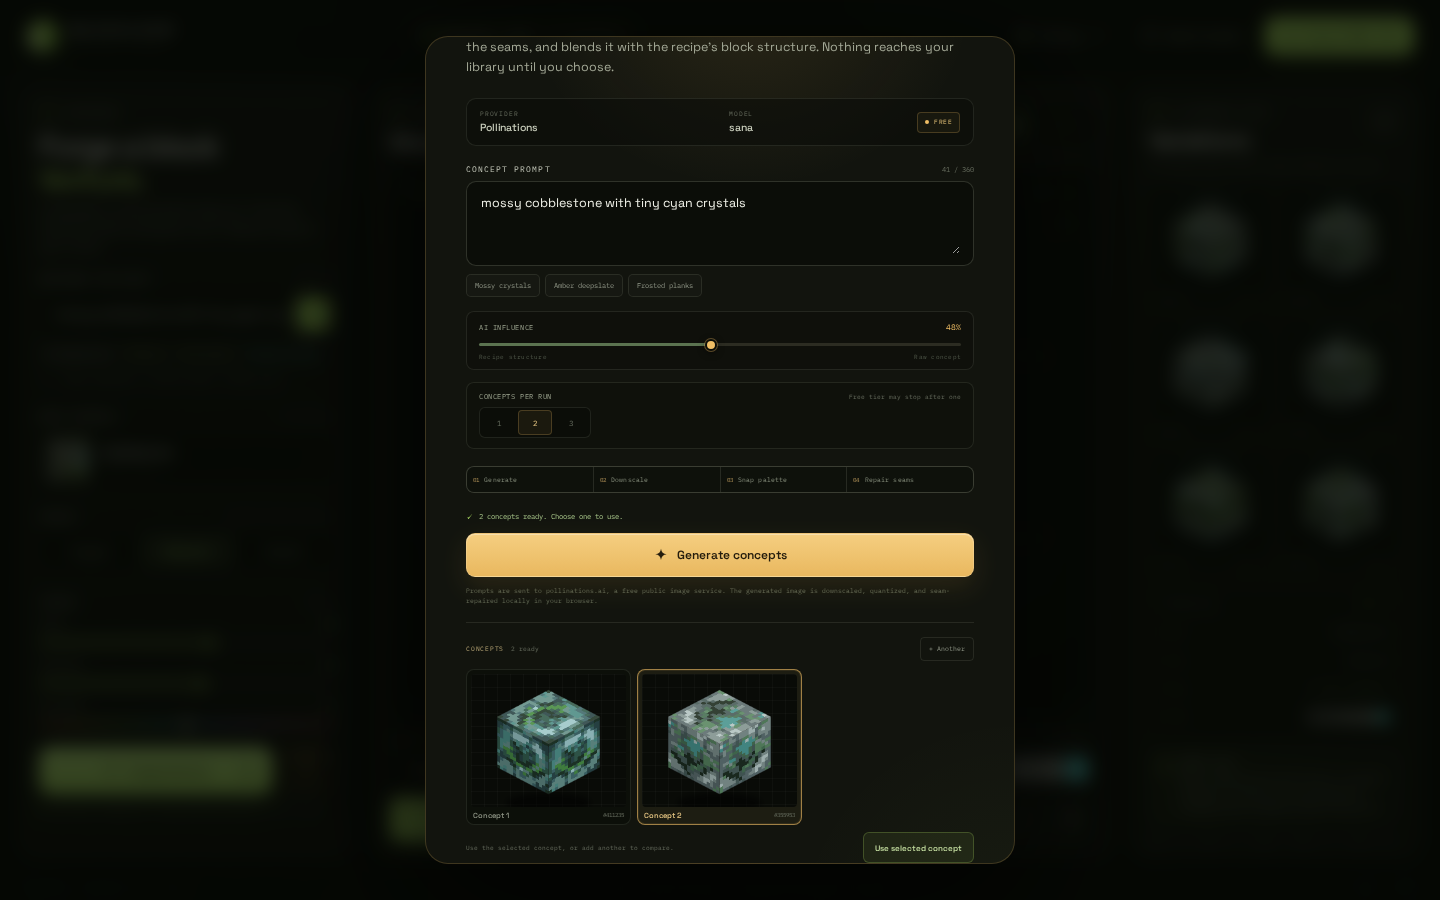 the seams, and blends it with the recipe's block structure. Nothing reaches your
library until you choose.
PROVIDER
Pollinations
MODEL
sana
FREE
CONCEPT PROMPT
41 / 360
mossy cobblestone with tiny cyan crystals
Mossy crystals
Amber deepslate
Frosted planks
AI INFLUENCE
48%
Recipe structure
Raw concept
CONCEPTS PER RUN
Free tier may stop after one
1
2
3
01 Generate
02 Downscale
03 Snap palette
04 Repair seams
✓ 2 concepts ready. Choose one to use.
✦ Generate concepts
Prompts are sent to pollinations.ai, a free public image service. The generated image is downscaled, quantized, and seam-
repaired locally in your browser.
CONCEPTS
2 ready
+ Another
Concept 1
Concept 2
Use the selected concept, or add another to compare.
Use selected concept